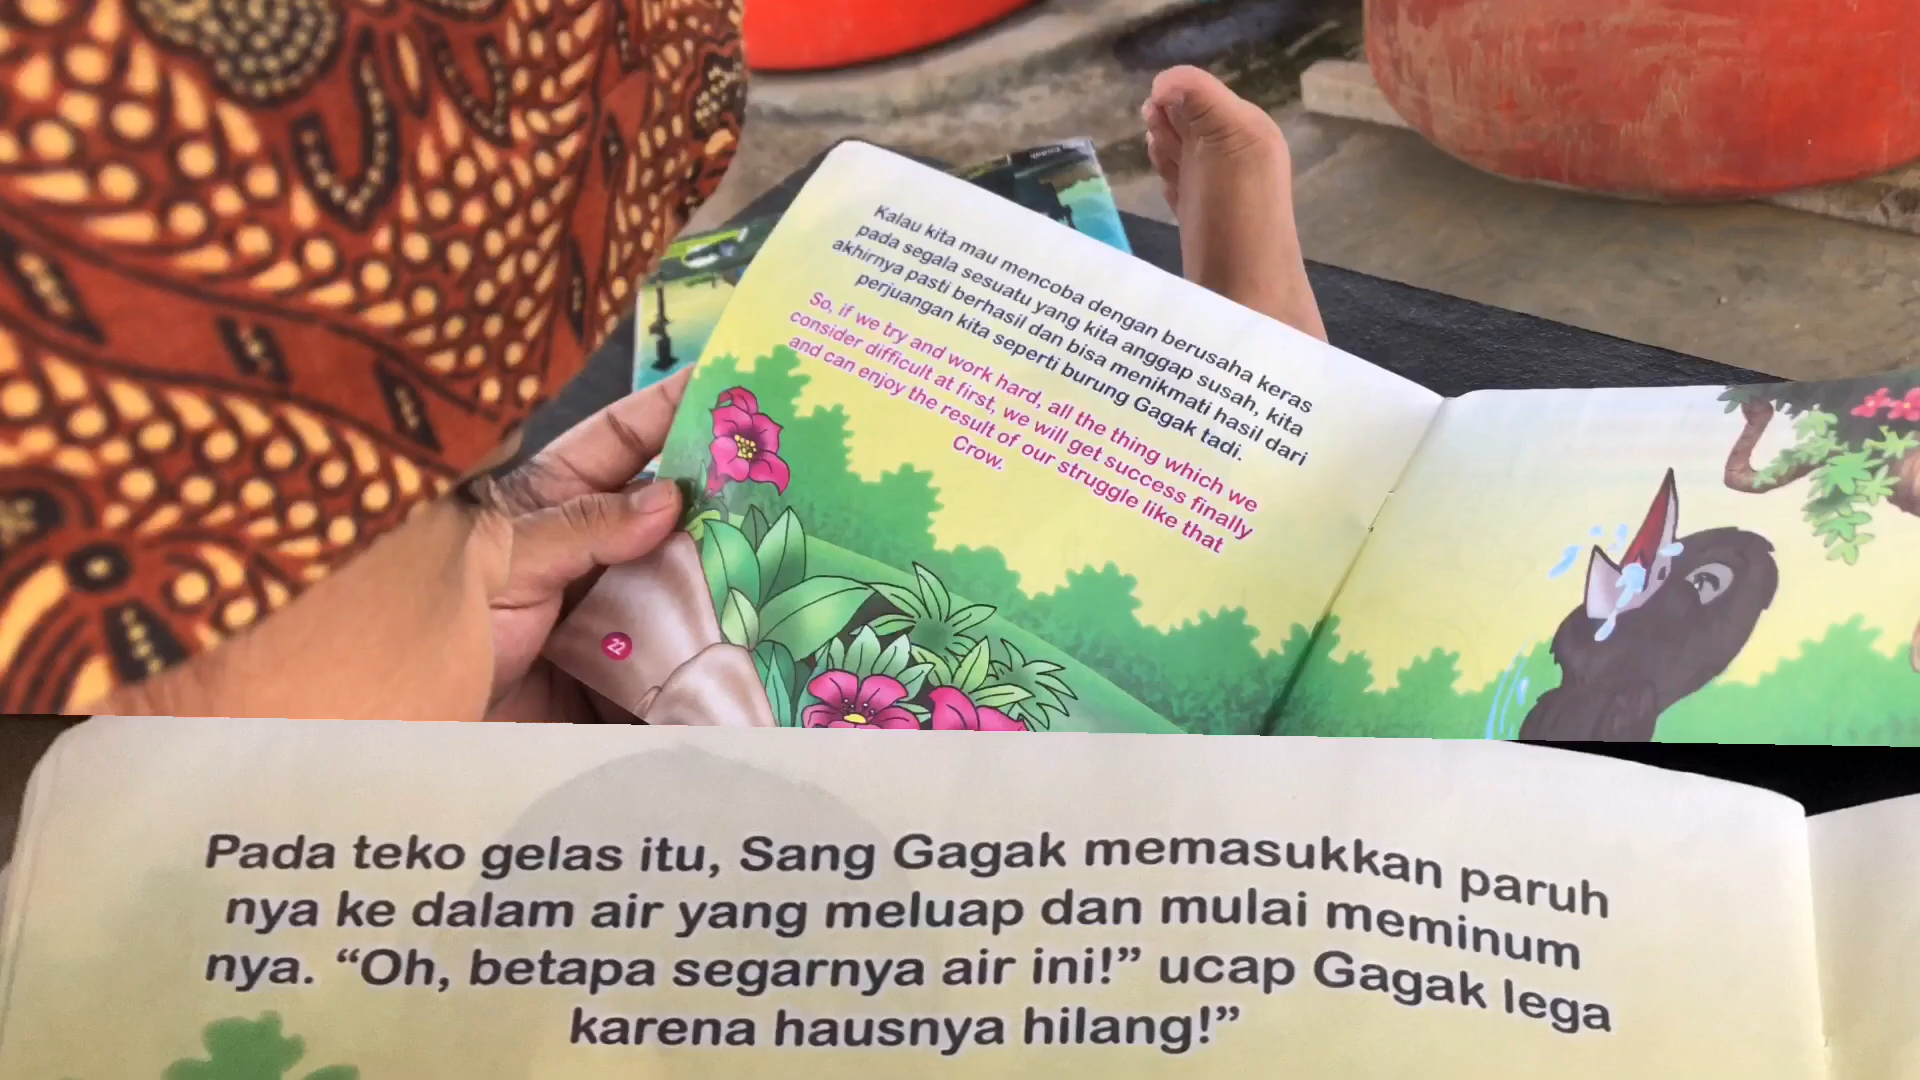 Kalau kita mau mencoba dengan berusaha keras
pada segala sesuatu yang kita anggap susah, kita
akhirnya pasti berhasil dan bisa menikmati hasil dari
perjuangan kita seperti burung Gagak tadi.
So, if we try and work hard, all the thing which we
consider difficult at first, we will get success finally
and can enjoy the result of our struggle like that
Crow.
22
Pada teko gelas itu, Sang Gagak memasukkan paruh
nya ke dalam air yang meluap dan mulai meminum
nya. “Oh, betapa segarnya air ini!” ucap Gagak lega
karena hausnya hilang!”